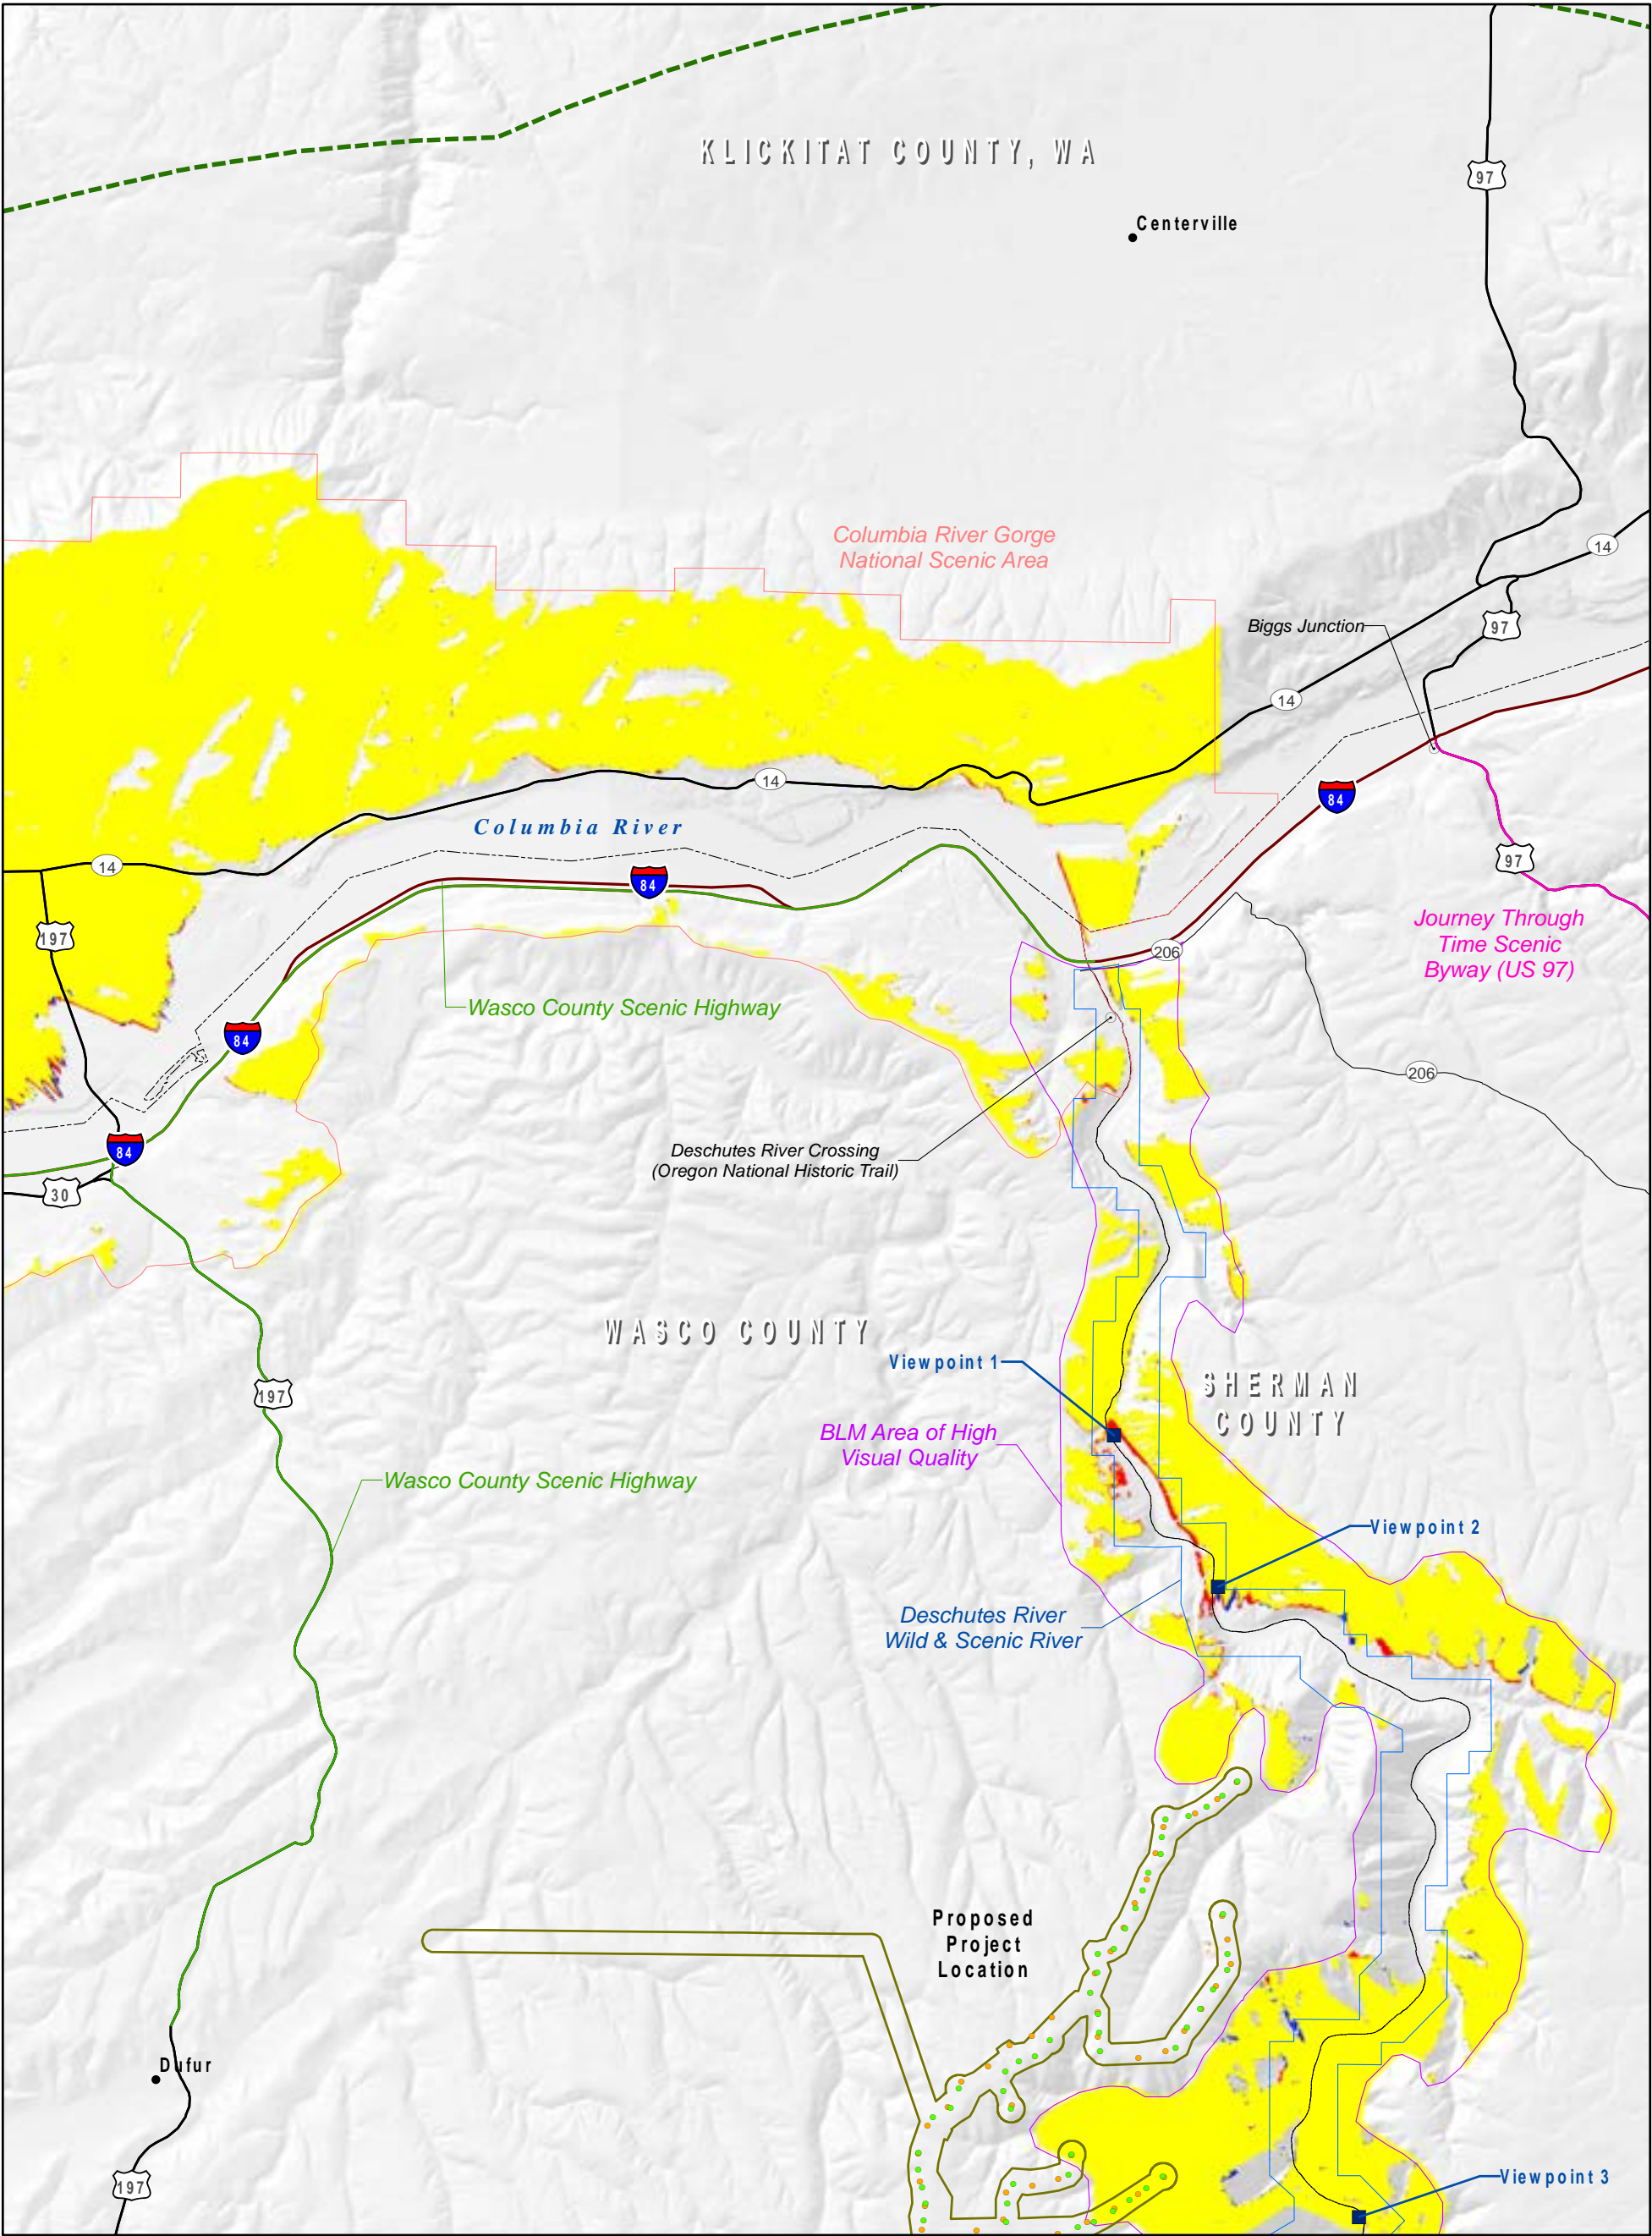 KLICKITAT COUNTY, WA
97
Centerville
Columbia River Gorge
National Scenic Area
14
Biggs Junction
97
14
14
Columbia River
84
84
14
97
197
206
Journey Through
Time Scenic
Byway (US 97)
Wasco County Scenic Highway
84
206
Deschutes River Crossing
(Oregon National Historic Trail)
84
30
WASCO COUNTY
Viewpoint 1
SHERMAN
COUNTY
197
BLM Area of High
Visual Quality
Wasco County Scenic Highway
Viewpoint 2
Deschutes River
Wild & Scenic River
Proposed
Project
Location
Dufur
197
Viewpoint 3